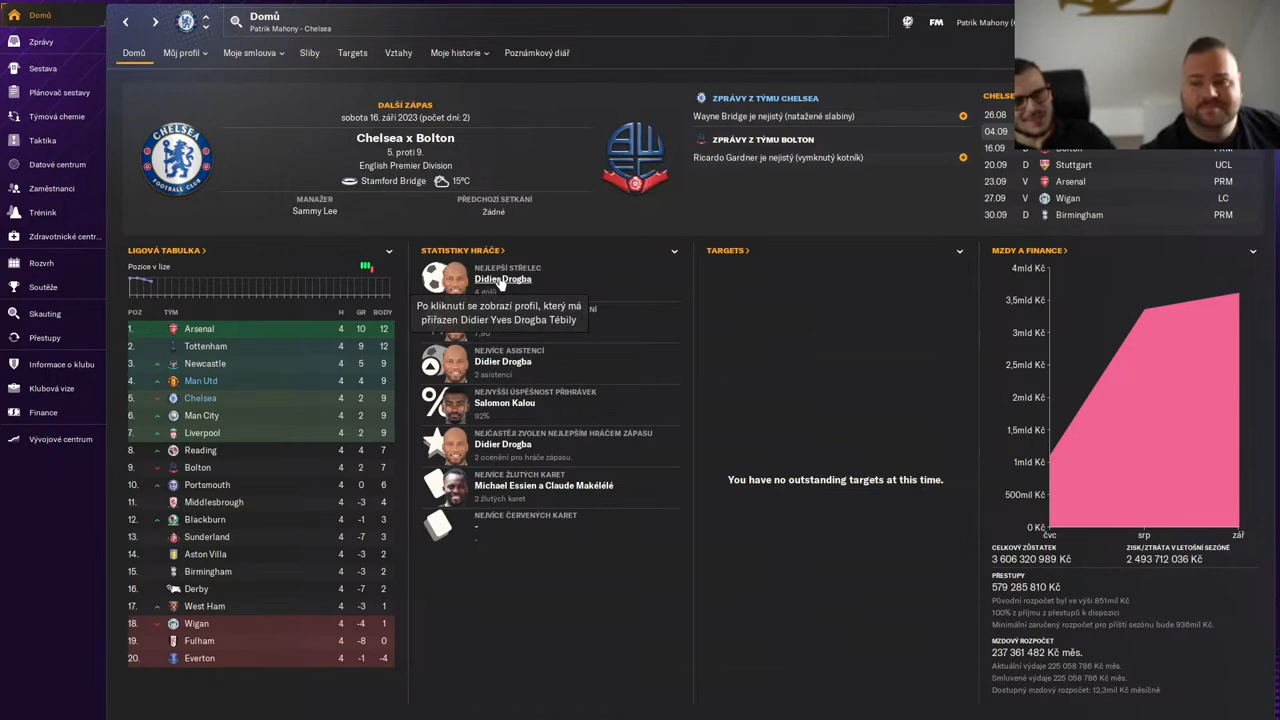 Domů
Zprávy
Sestava
Plánovač sestavy
Týmová chemie
Taktika
Datové centrum
Zaměstnanci
Trénink
Zdravotnické centr...
Rozvrh
Soutěže
Skauting
Přestupy
Informace o klubu
Klubová vize
Finance
Vývojové centrum
Domů
Patrik Mahony - Chelsea
FM
Patrik Mahony (
Domů
Můj profil
Moje smlouva
Sliby
Targets
Vztahy
Moje historie
Poznámkový diář
CHELSEA
FOOTBALL CLUB
DALŠÍ ZÁPAS
sobota 16. září 2023 (počet dní: 2)
Chelsea x Bolton
5. proti 9.
English Premier Division
Stamford Bridge 15°C
MANAŽER
Sammy Lee
PŘEDCHOZÍ SETKÁNÍ
Žádné
ZPRÁVY Z TÝMU CHELSEA
Wayne Bridge je nejistý (natažené slabiny)
ZPRÁVY Z TÝMU BOLTON
Ricardo Gardner je nejistý (vymknutý kotník)
CHELSE
26.08
04.09
16.09 D Bolton PRM
20.09 D Stuttgart UCL
23.09 V Arsenal PRM
27.09 V Wigan LC
30.09 D Birmingham PRM
LIGOVÁ TABULKA >
Pozice v lize
POZ TÝM H GR BODY
1. Arsenal 4 10 12
2. Tottenham 4 9 12
3. Newcastle 4 5 9
4. Man Utd 4 4 9
5. Chelsea 4 2 9
6. Man City 4 2 9
7. Liverpool 4 2 9
8. Reading 4 4 7
9. Bolton 4 2 7
10. Portsmouth 4 0 6
11. Middlesbrough 4 -3 4
12. Blackburn 4 -1 3
13. Sunderland 4 -7 3
14. Aston Villa 4 -3 2
15. Birmingham 4 -3 2
16. Derby 4 -7 2
17. West Ham 4 -3 1
18. Wigan 4 -4 1
19. Fulham 4 -8 0
20. Everton 4 -1 -4
STATISTIKY HRÁČE >
NEJLEPŠÍ STŘELEC
Didier Drogba
4 gólů
Po kliknutí se zobrazí profil, který má
přiřazen Didier Yves Drogba Tébily
NÍ
7,90
NEJVÍCE ASISTENCÍ
Didier Drogba
2 asistencí
NEJVYŠŠÍ ÚSPĚŠNOST PŘIHRÁVEK
Salomon Kalou
92%
NEJČASTĚJI ZVOLEN NEJLEPŠÍM HRÁČEM ZÁPASU
Didier Drogba
2 ocenění pro hráče zápasu.
NEJVÍCE ŽLUTÝCH KARET
Michael Essien a Claude Makélélé
2 žlutých karet
NEJVÍCE ČERVENÝCH KARET
-
-
TARGETS >
You have no outstanding targets at this time.
MZDY A FINANCE >
4mld Kč
3,5mld Kč
3mld Kč
2,5mld Kč
2mld Kč
1,5mld Kč
1mld Kč
500mil Kč
0 Kč
čvc srp zář
CELKOVÝ ZŮSTATEK
3 606 320 989 Kč
ZISK/ZTRÁTA V LETOŠNÍ SEZÓNĚ
2 493 712 036 Kč
PŘESTUPY
579 285 810 Kč
Původní rozpočet byl ve výši 851mil Kč
100% z příjmu z přestupků k dispozici
Minimální zaručený rozpočet pro příští sezónu bude 936mil Kč.
MZDOVÝ ROZPOČET
237 361 482 Kč měs.
Aktuální výdaje 225 058 786 Kč měs.
Smluvené výdaje 225 058 786 Kč měs.
Dostupný mzdový rozpočet: 12,3mil Kč měsíčně